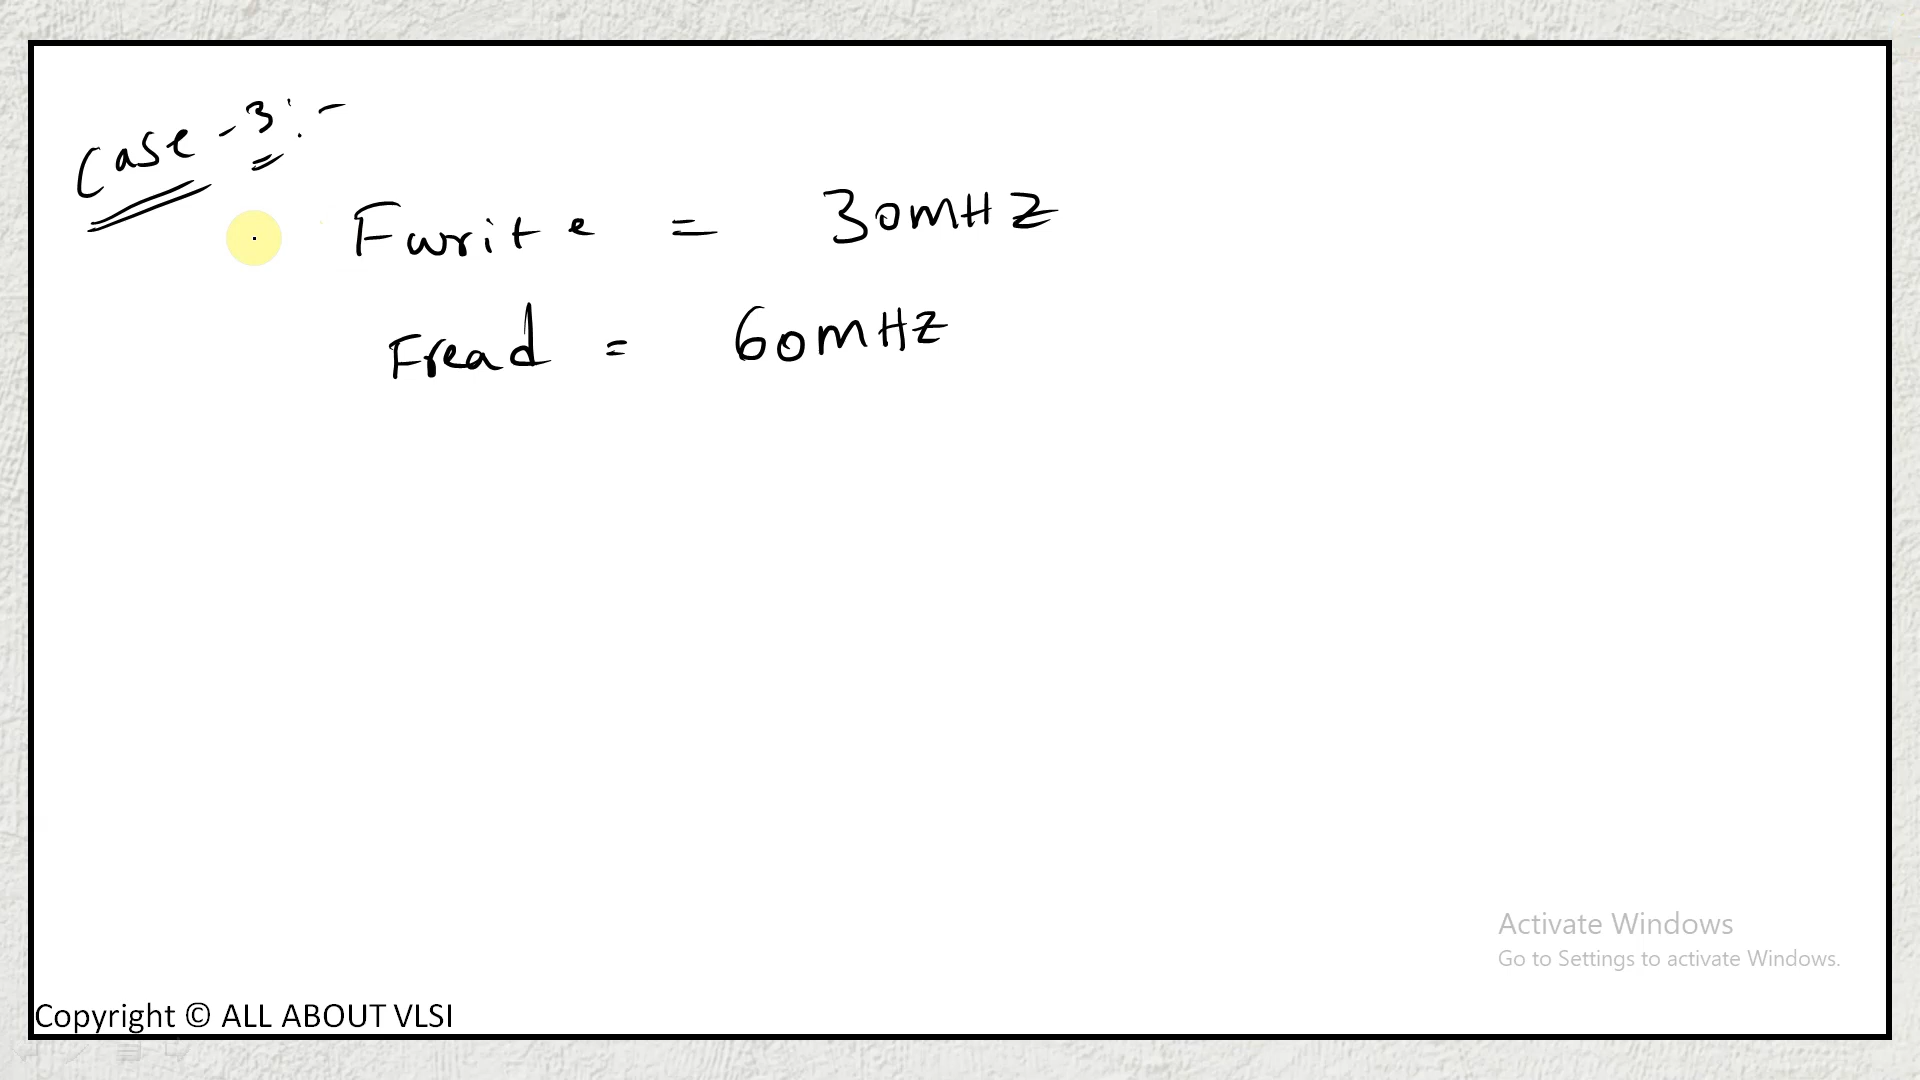 Case - 3 : -
Fwrite = 30mHZ
Fread = 60mHZ
Activate Windows
Go to Settings to activate Windows.
Copyright © ALL ABOUT VLSI